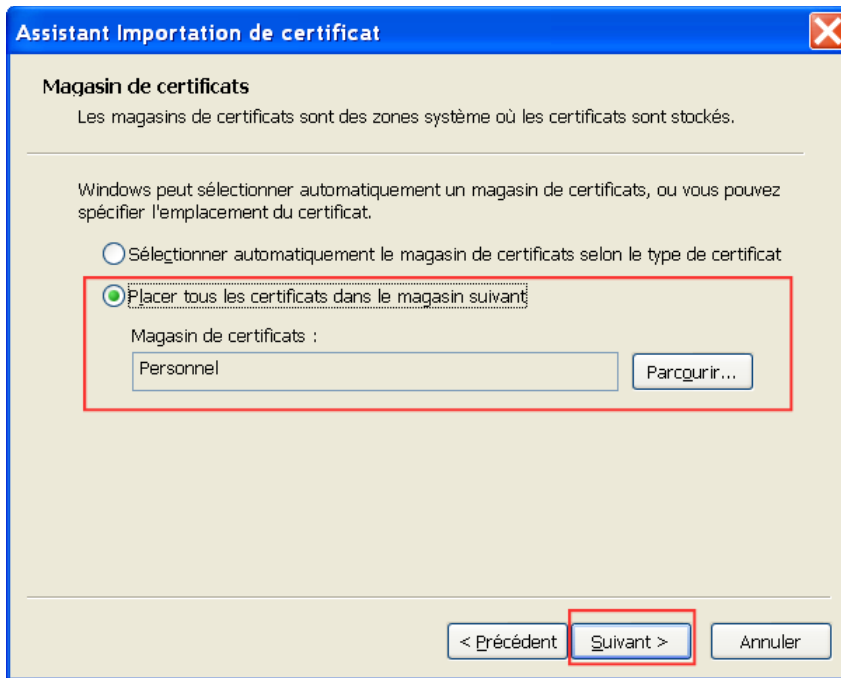 Assistant Importation de certificat
Magasin de certificats
Les magasins de certificats sont des zones système où les certificats sont stockés.
Windows peut sélectionner automatiquement un magasin de certificats, ou vous pouvez
spécifier l'emplacement du certificat.
Sélectionner automatiquement le magasin de certificats selon le type de certificat
Placer tous les certificats dans le magasin suivant
Magasin de certificats :
Personnel
Parcourir...
< Précédent
Suivant >
Annuler